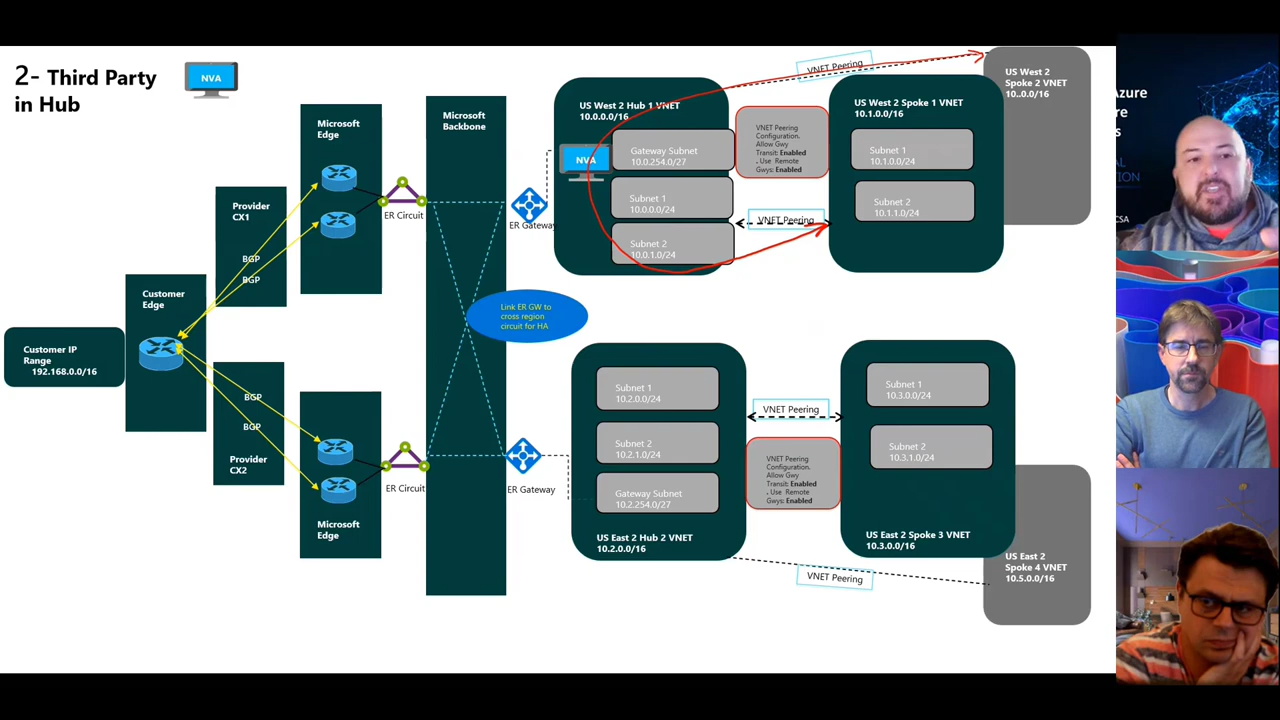 2- Third Party
in Hub
NVA
Customer IP
Range
192.168.0.0/16
Customer
Edge
Provider
CX1
BGP
BGP
BGP
BGP
Provider
CX2
Microsoft
Edge
Microsoft
Edge
ER Circuit
ER Circuit
Microsoft
Backbone
Link ER GW to
cross region
circuit for HA
ER Gateway
ER Gateway
US West 2 Hub 1 VNET
10.0.0.0/16
NVA
Gateway Subnet
10.0.254.0/27
Subnet 1
10.0.0.0/24
Subnet 2
10.0.1.0/24
VNET Peering
Configuration.
Allow Gwy
Transit: Enabled
. Use Remote
Gwys: Enabled
VNET Peering
VNET Peering
US West 2 Spoke 1 VNET
10.1.0.0/16
Subnet 1
10.1.0.0/24
Subnet 2
10.1.1.0/24
US West 2
Spoke 2 VNET
10..0.0/16
Subnet 1
10.2.0.0/24
Subnet 2
10.2.1.0/24
Gateway Subnet
10.2.254.0/27
US East 2 Hub 2 VNET
10.2.0.0/16
VNET Peering
VNET Peering
Configuration.
Allow Gwy
Transit: Enabled
. Use Remote
Gwys: Enabled
VNET Peering
Subnet 1
10.3.0.0/24
Subnet 2
10.3.1.0/24
US East 2 Spoke 3 VNET
10.3.0.0/16
US East 2
Spoke 4 VNET
10.5.0.0/16
Azure
CSA